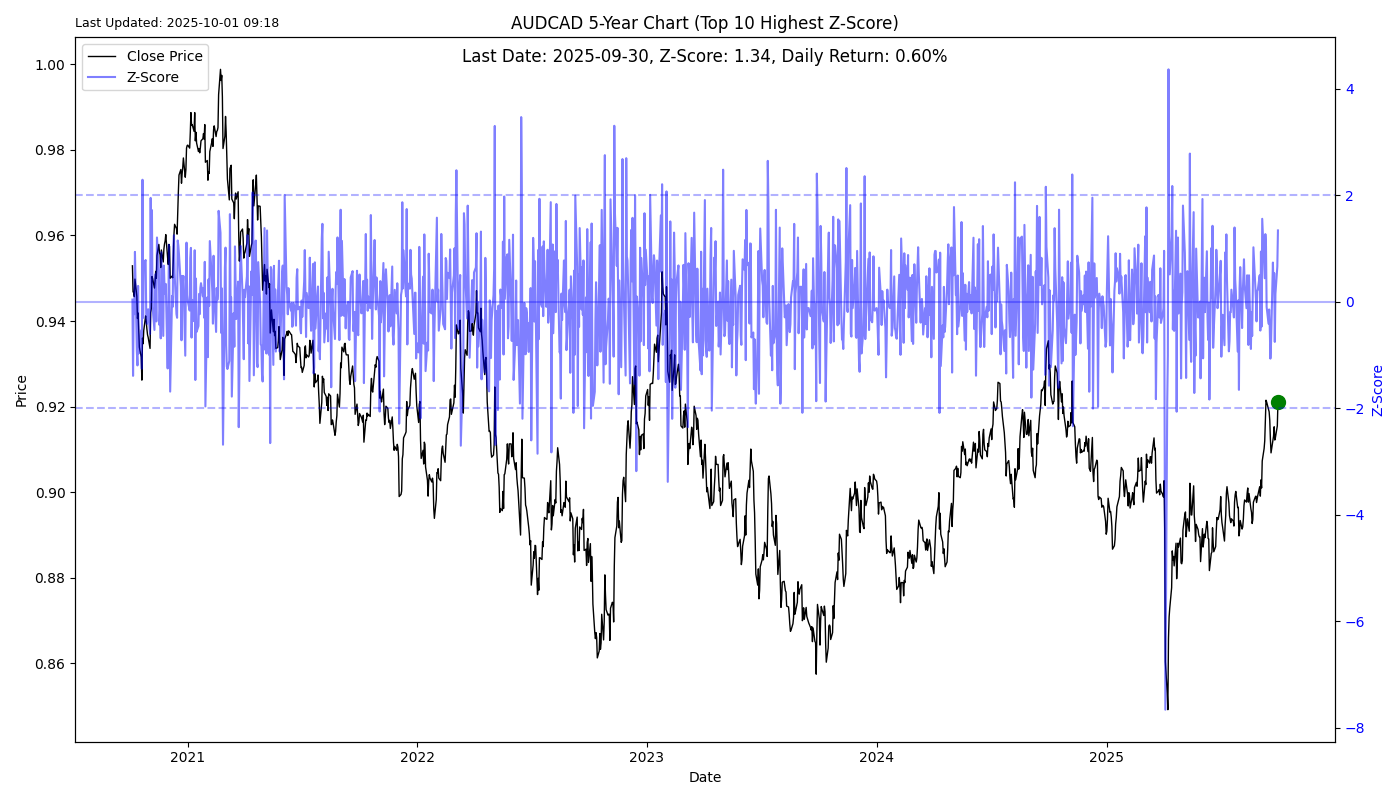 Last Updated: 2025-10-01 09:18
AUDCAD 5-Year Chart (Top 10 Highest Z-Score)
Last Date: 2025-09-30, Z-Score: 1.34, Daily Return: 0.60%
Close Price
Z-Score
1.00
0.98
0.96
0.94
0.92
0.90
0.88
0.86
Price
4
2
0
−2
−4
−6
−8
Z-Score
2021
2022
2023
2024
2025
Date